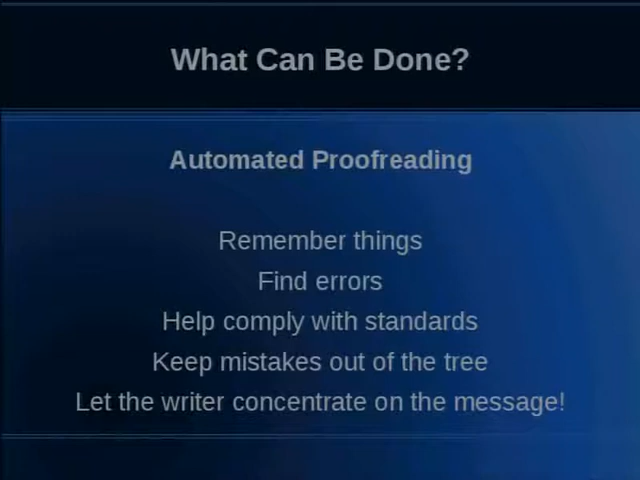 What Can Be Done?
Automated Proofreading
Remember things
Find errors
Help comply with standards
Keep mistakes out of the tree
Let the writer concentrate on the message!